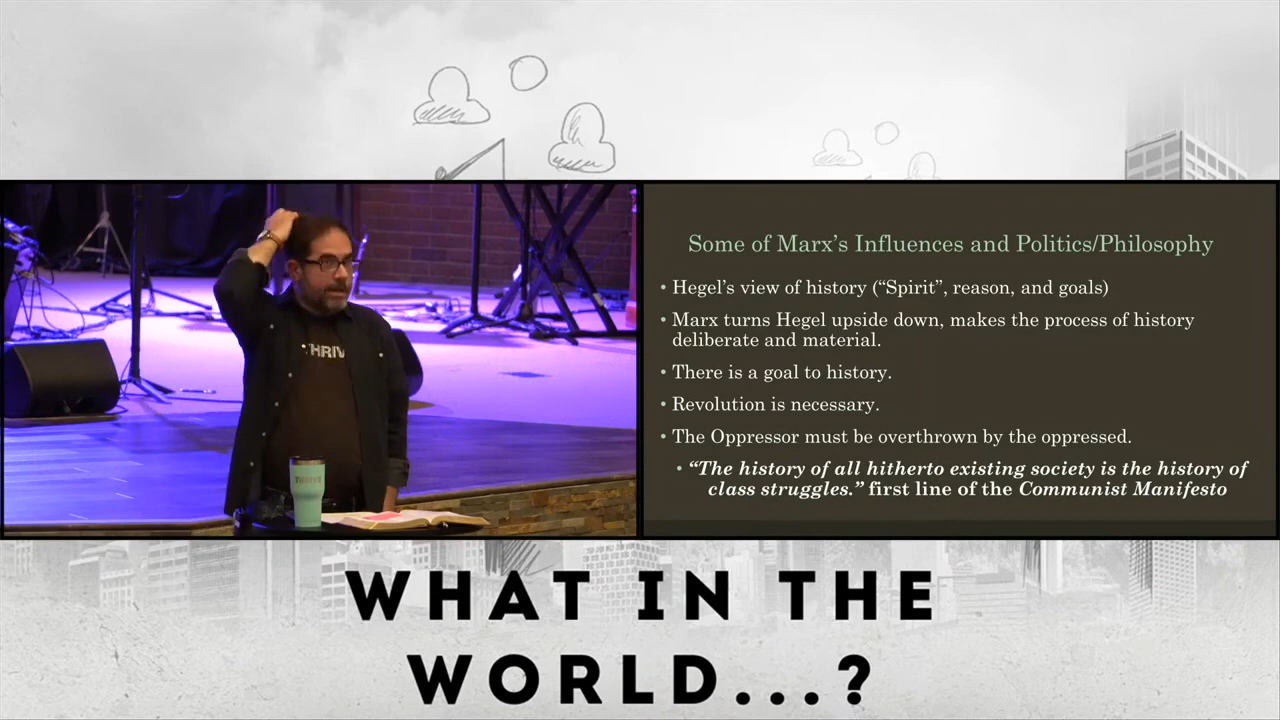 THRIV
THRIVE
Some of Marx’s Influences and Politics/Philosophy
• Hegel’s view of history (“Spirit”, reason, and goals)
• Marx turns Hegel upside down, makes the process of history
deliberate and material.
• There is a goal to history.
• Revolution is necessary.
• The Oppressor must be overthrown by the oppressed.
• “The history of all hitherto existing society is the history of
class struggles.” first line of the Communist Manifesto
WHAT IN THE
WORLD...?